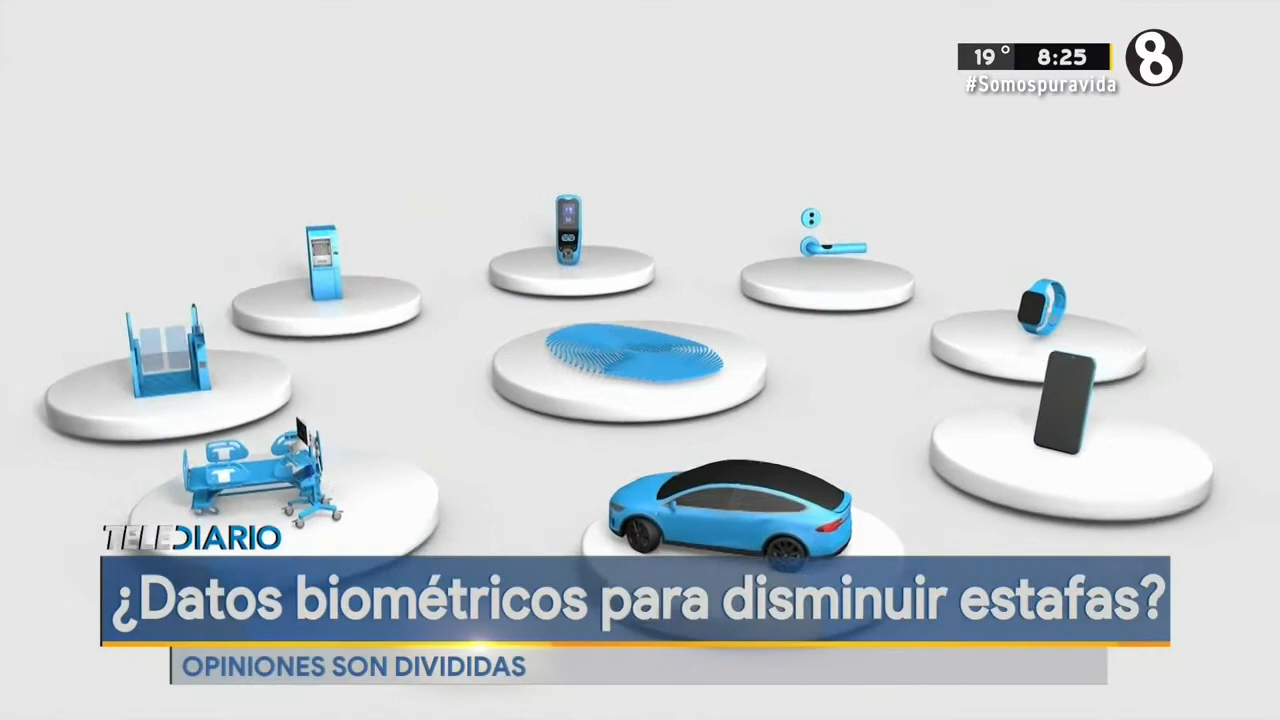 19° 8:25
8
#Somospuravida
TELEDIARIO
¿Datos biométricos para disminuir estafas?
OPINIONES SON DIVIDIDAS